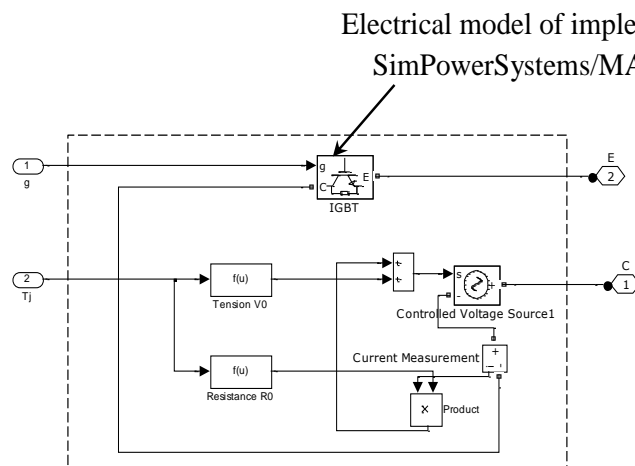 Electrical model of imple
SimPowerSystems/MA
1
g
g
C
E
IGBT
E
2
2
Tj
f(u)
Tension V0
s
+
-
C
1
Controlled Voltage Source1
Current Measurement
+
i
-
f(u)
Resistance R0
x
Product